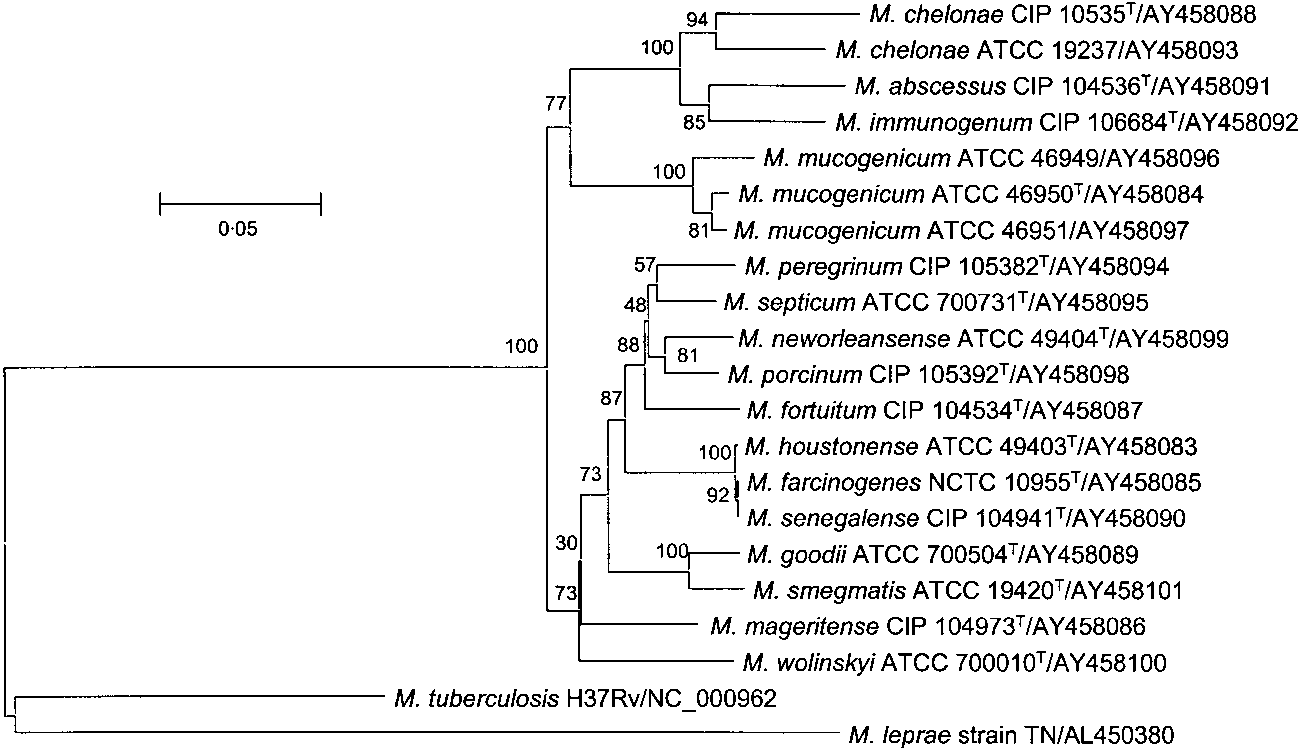 94
M. chelonae CIP 10535ᵀ/AY458088
100
M. chelonae ATCC 19237/AY458093
M. abscessus CIP 104536ᵀ/AY458091
77
85
M. immunogenum CIP 106684ᵀ/AY458092
100
M. mucogenicum ATCC 46949/AY458096
M. mucogenicum ATCC 46950ᵀ/AY458084
0·05
81
M. mucogenicum ATCC 46951/AY458097
57
M. peregrinum CIP 105382ᵀ/AY458094
48
M. septicum ATCC 700731ᵀ/AY458095
100
88
M. neworleansense ATCC 49404ᵀ/AY458099
81
M. porcinum CIP 105392ᵀ/AY458098
87
M. fortuitum CIP 104534ᵀ/AY458087
100
M. houstonense ATCC 49403ᵀ/AY458083
73
M. farcinogenes NCTC 10955ᵀ/AY458085
92
M. senegalense CIP 104941ᵀ/AY458090
30
100
M. goodii ATCC 700504ᵀ/AY458089
73
M. smegmatis ATCC 19420ᵀ/AY458101
M. mageritense CIP 104973ᵀ/AY458086
M. wolinskyi ATCC 700010ᵀ/AY458100
M. tuberculosis H37Rv/NC_000962
M. leprae strain TN/AL450380